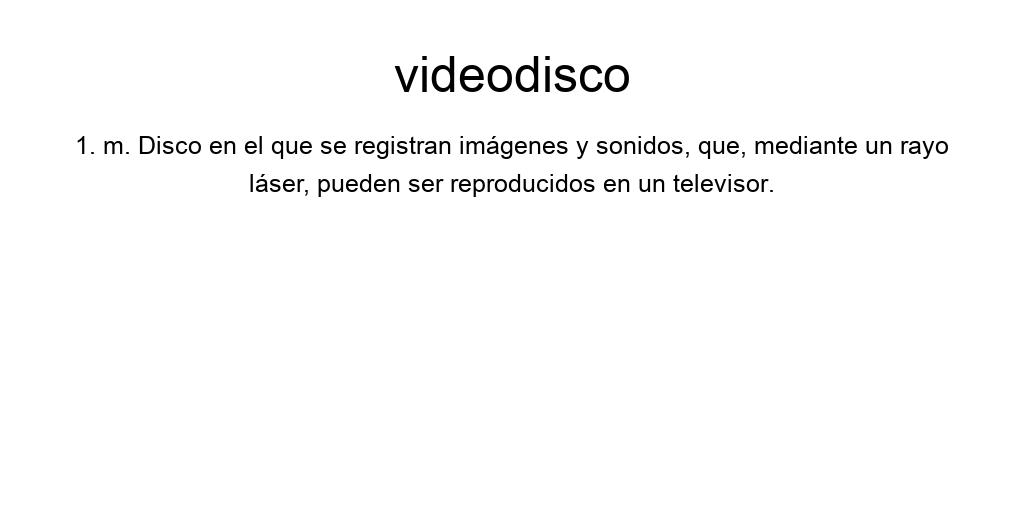 videodisco
1. m. Disco en el que se registran imágenes y sonidos, que, mediante un rayo
láser, pueden ser reproducidos en un televisor.